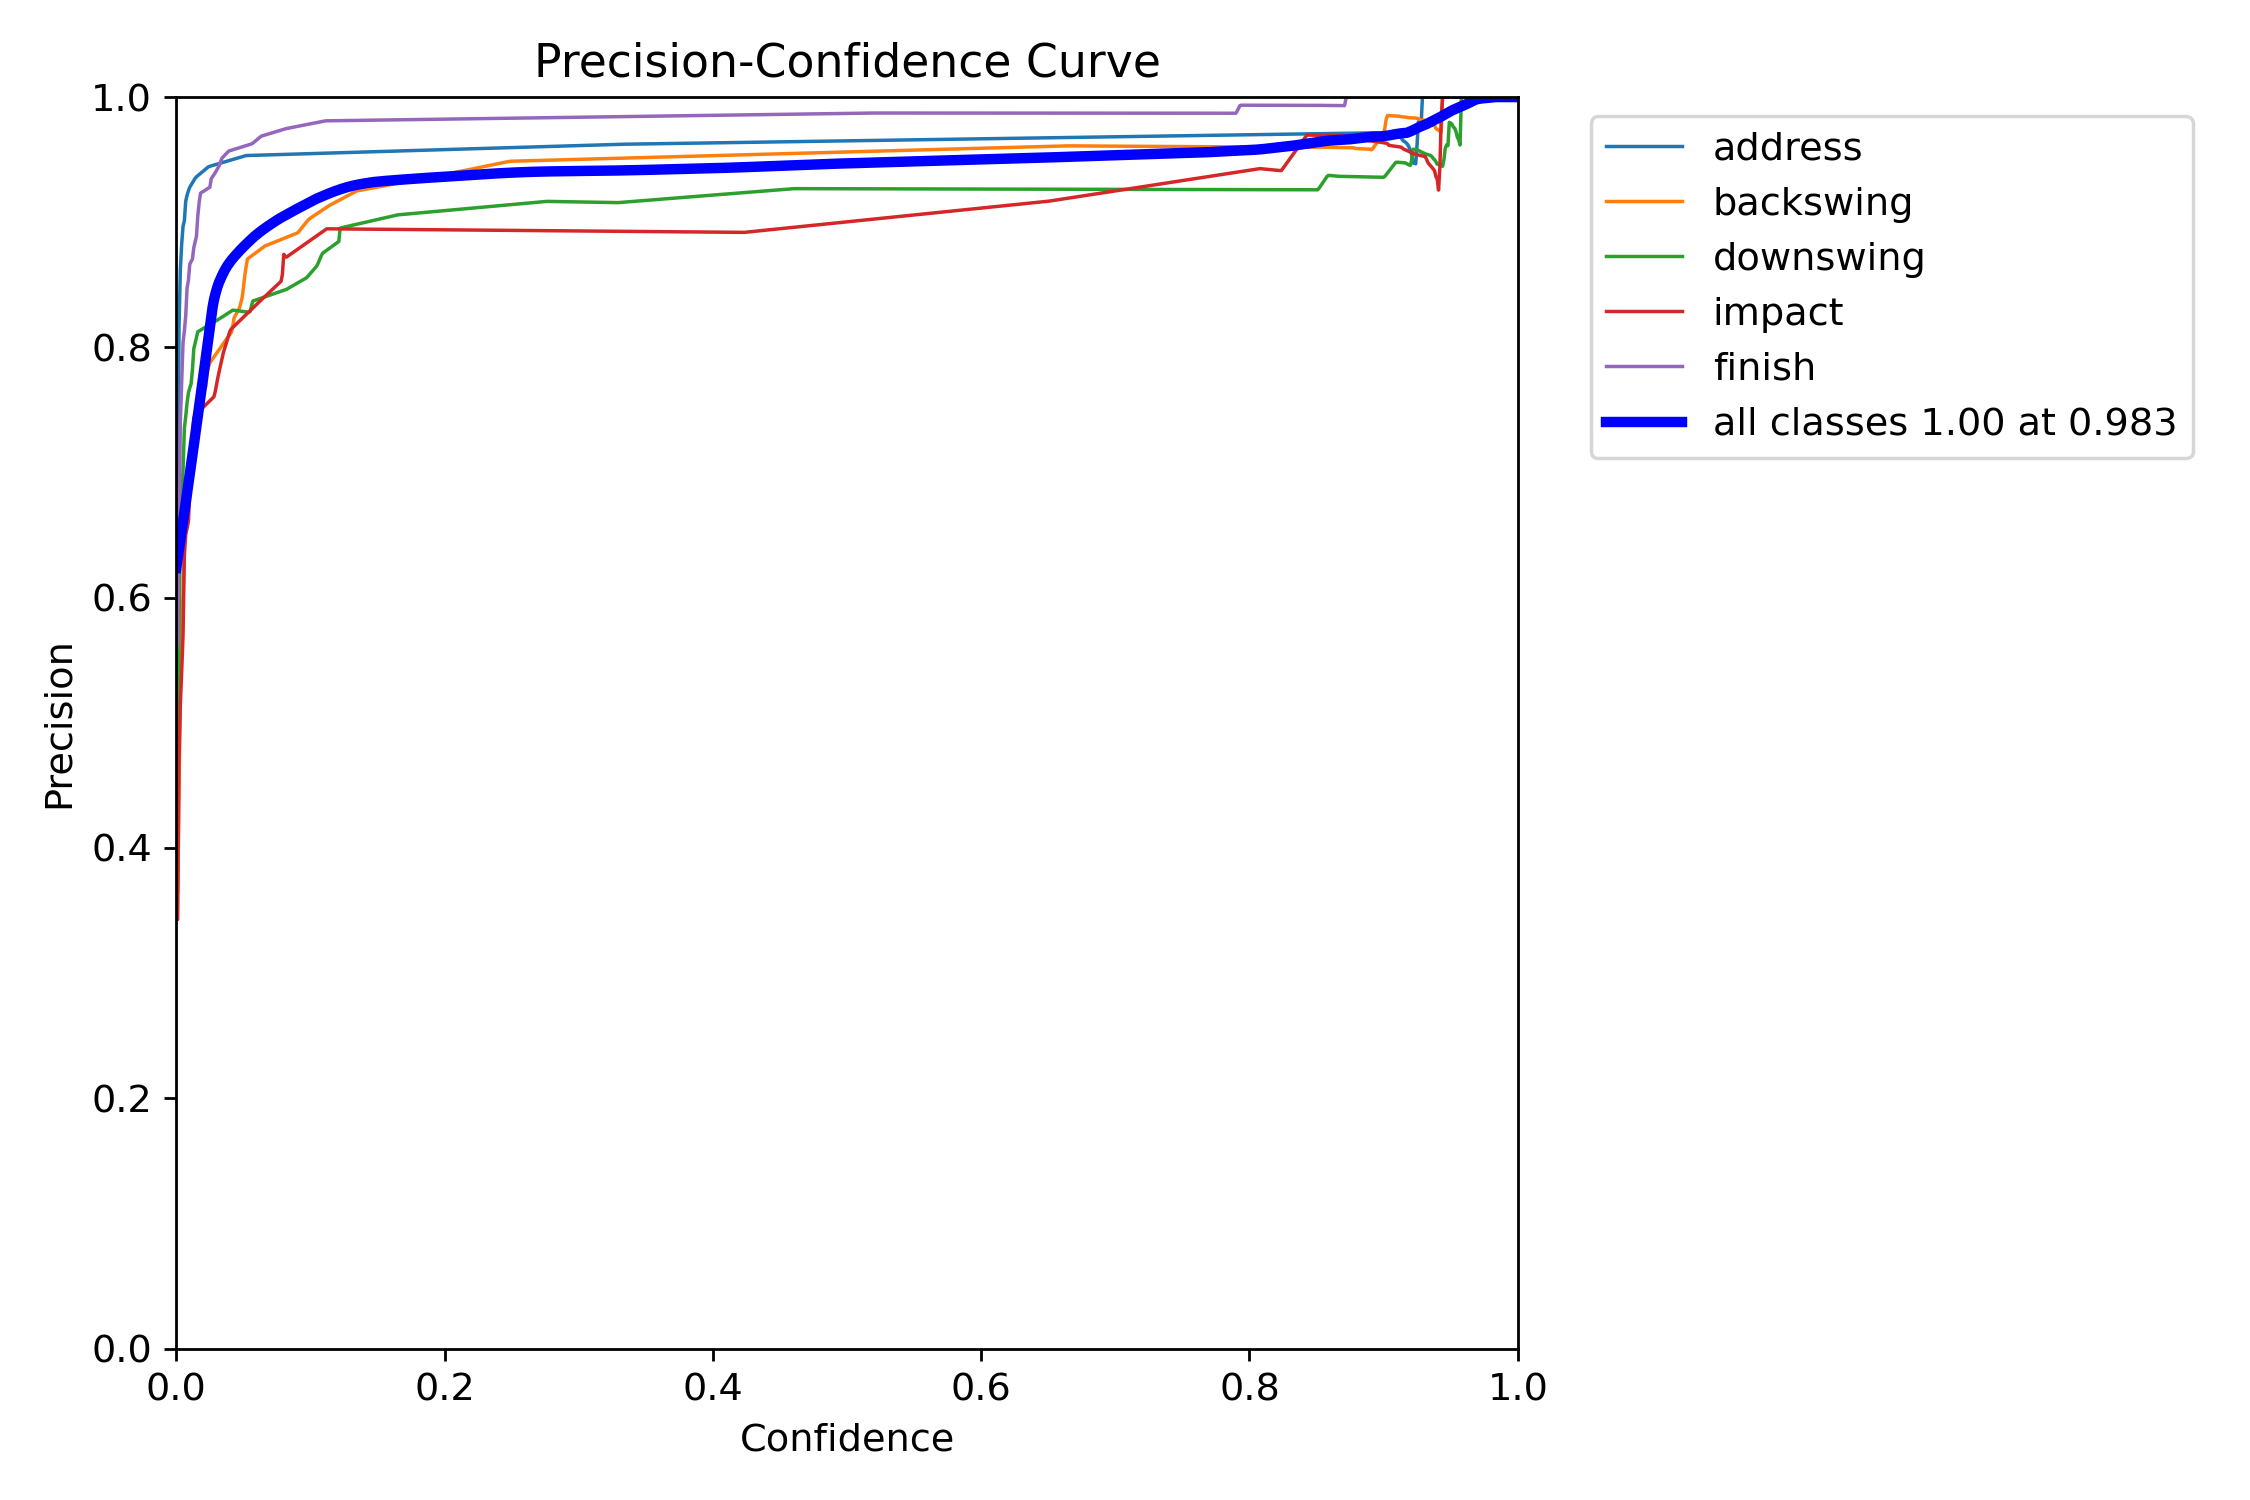 Precision-Confidence Curve
1.0
0.8
0.6
0.4
0.2
0.0
Precision
0.0 0.2 0.4 0.6 0.8 1.0
Confidence
address
backswing
downswing
impact
finish
all classes 1.00 at 0.983